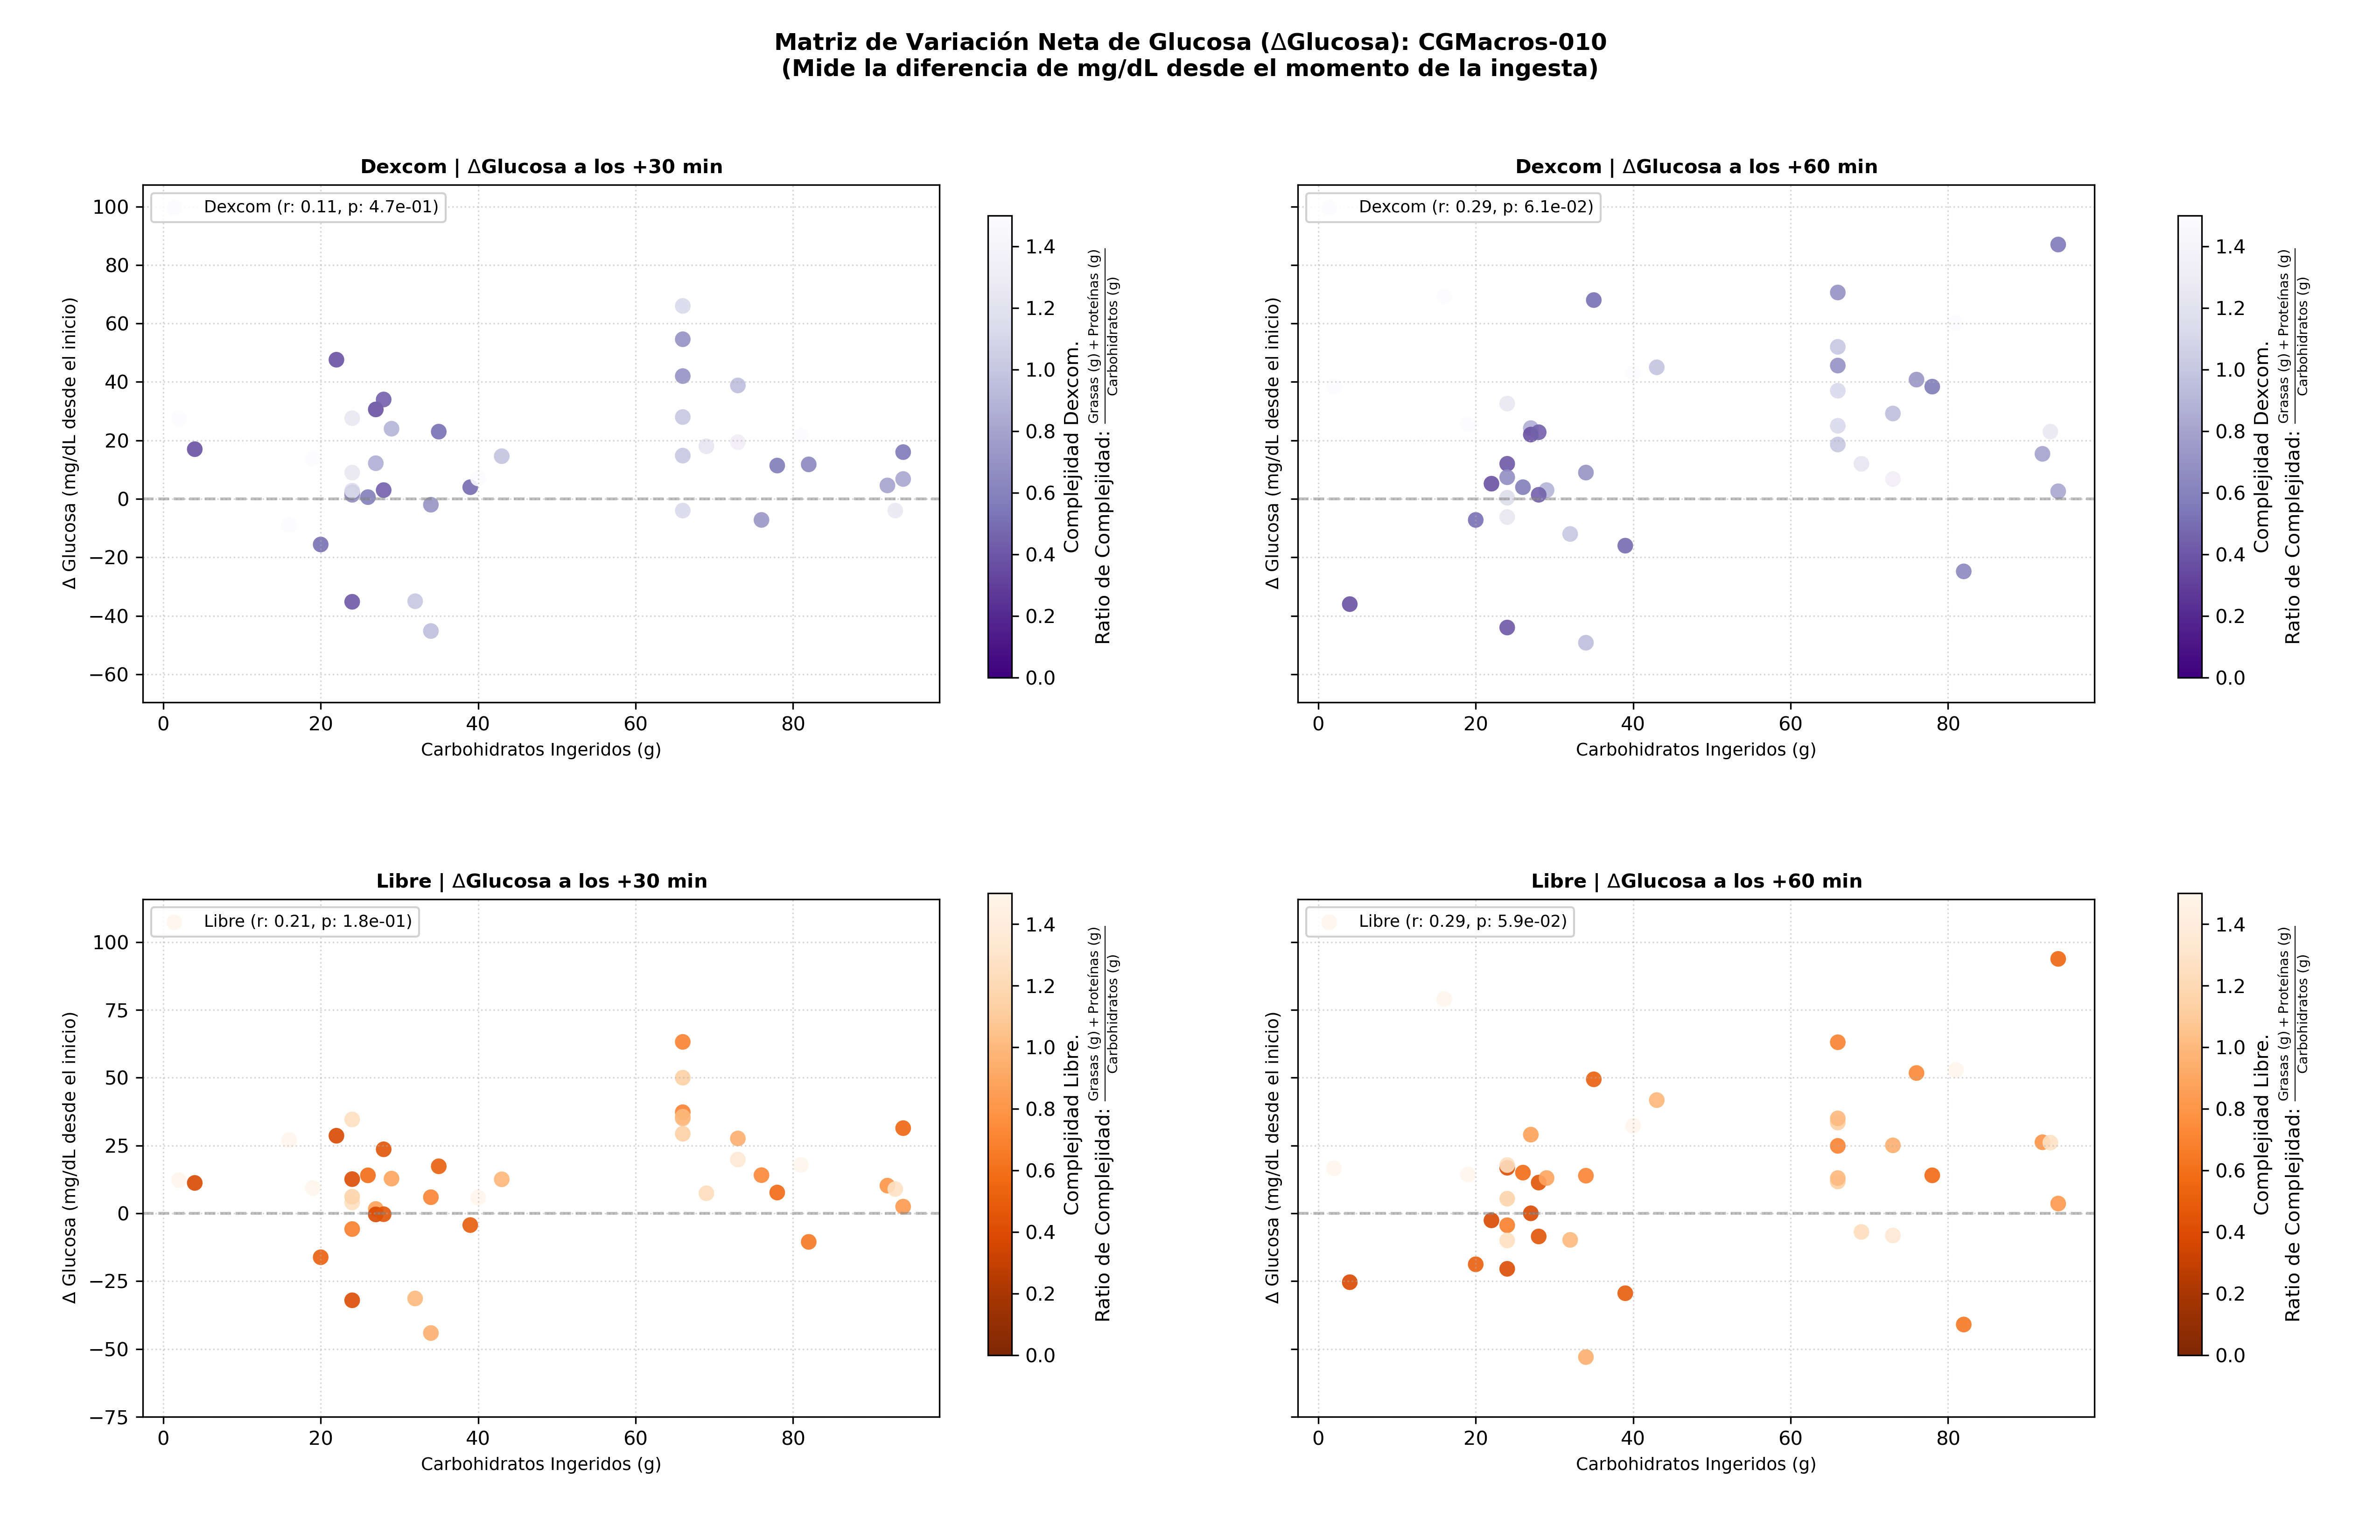 Matriz de Variación Neta de Glucosa (ΔGlucosa): CGMacros-010
(Mide la diferencia de mg/dL desde el momento de la ingesta)
Dexcom | ΔGlucosa a los +30 min
Dexcom (r: 0.11, p: 4.7e-01)
100
80
60
40
20
0
−20
−40
−60
Δ Glucosa (mg/dL desde el inicio)
0
20
40
60
80
Carbohidratos Ingeridos (g)
1.4
1.2
1.0
0.8
0.6
0.4
0.2
0.0
Complejidad Dexcom.
Ratio de Complejidad: Grasas (g) + Proteínas (g)
Carbohidratos (g)
Dexcom | ΔGlucosa a los +60 min
Dexcom (r: 0.29, p: 6.1e-02)
Δ Glucosa (mg/dL desde el inicio)
0
20
40
60
80
Carbohidratos Ingeridos (g)
1.4
1.2
1.0
0.8
0.6
0.4
0.2
0.0
Complejidad Dexcom.
Ratio de Complejidad: Grasas (g) + Proteínas (g)
Carbohidratos (g)
Libre | ΔGlucosa a los +30 min
Libre (r: 0.21, p: 1.8e-01)
100
75
50
25
0
−25
−50
−75
Δ Glucosa (mg/dL desde el inicio)
0
20
40
60
80
Carbohidratos Ingeridos (g)
1.4
1.2
1.0
0.8
0.6
0.4
0.2
0.0
Complejidad Libre.
Ratio de Complejidad: Grasas (g) + Proteínas (g)
Carbohidratos (g)
Libre | ΔGlucosa a los +60 min
Libre (r: 0.29, p: 5.9e-02)
Δ Glucosa (mg/dL desde el inicio)
0
20
40
60
80
Carbohidratos Ingeridos (g)
1.4
1.2
1.0
0.8
0.6
0.4
0.2
0.0
Complejidad Libre.
Ratio de Complejidad: Grasas (g) + Proteínas (g)
Carbohidratos (g)